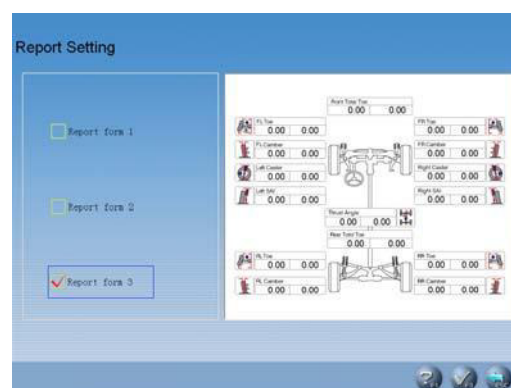 Report Setting
Report form 1
Report form 2
Report form 3
Front Total Toe
0.00 0.00
FL Toe
0.00 0.00
FR Toe
0.00 0.00
FL Camber
0.00 0.00
FR Camber
0.00 0.00
Left Caster
0.00 0.00
Right Caster
0.00 0.00
Left SAI
0.00 0.00
Right SAI
0.00 0.00
Thrust Angle
0.00 0.00
Rear Total Toe
0.00 0.00
RL Toe
0.00 0.00
RR Toe
0.00 0.00
RL Camber
0.00 0.00
RR Camber
0.00 0.00